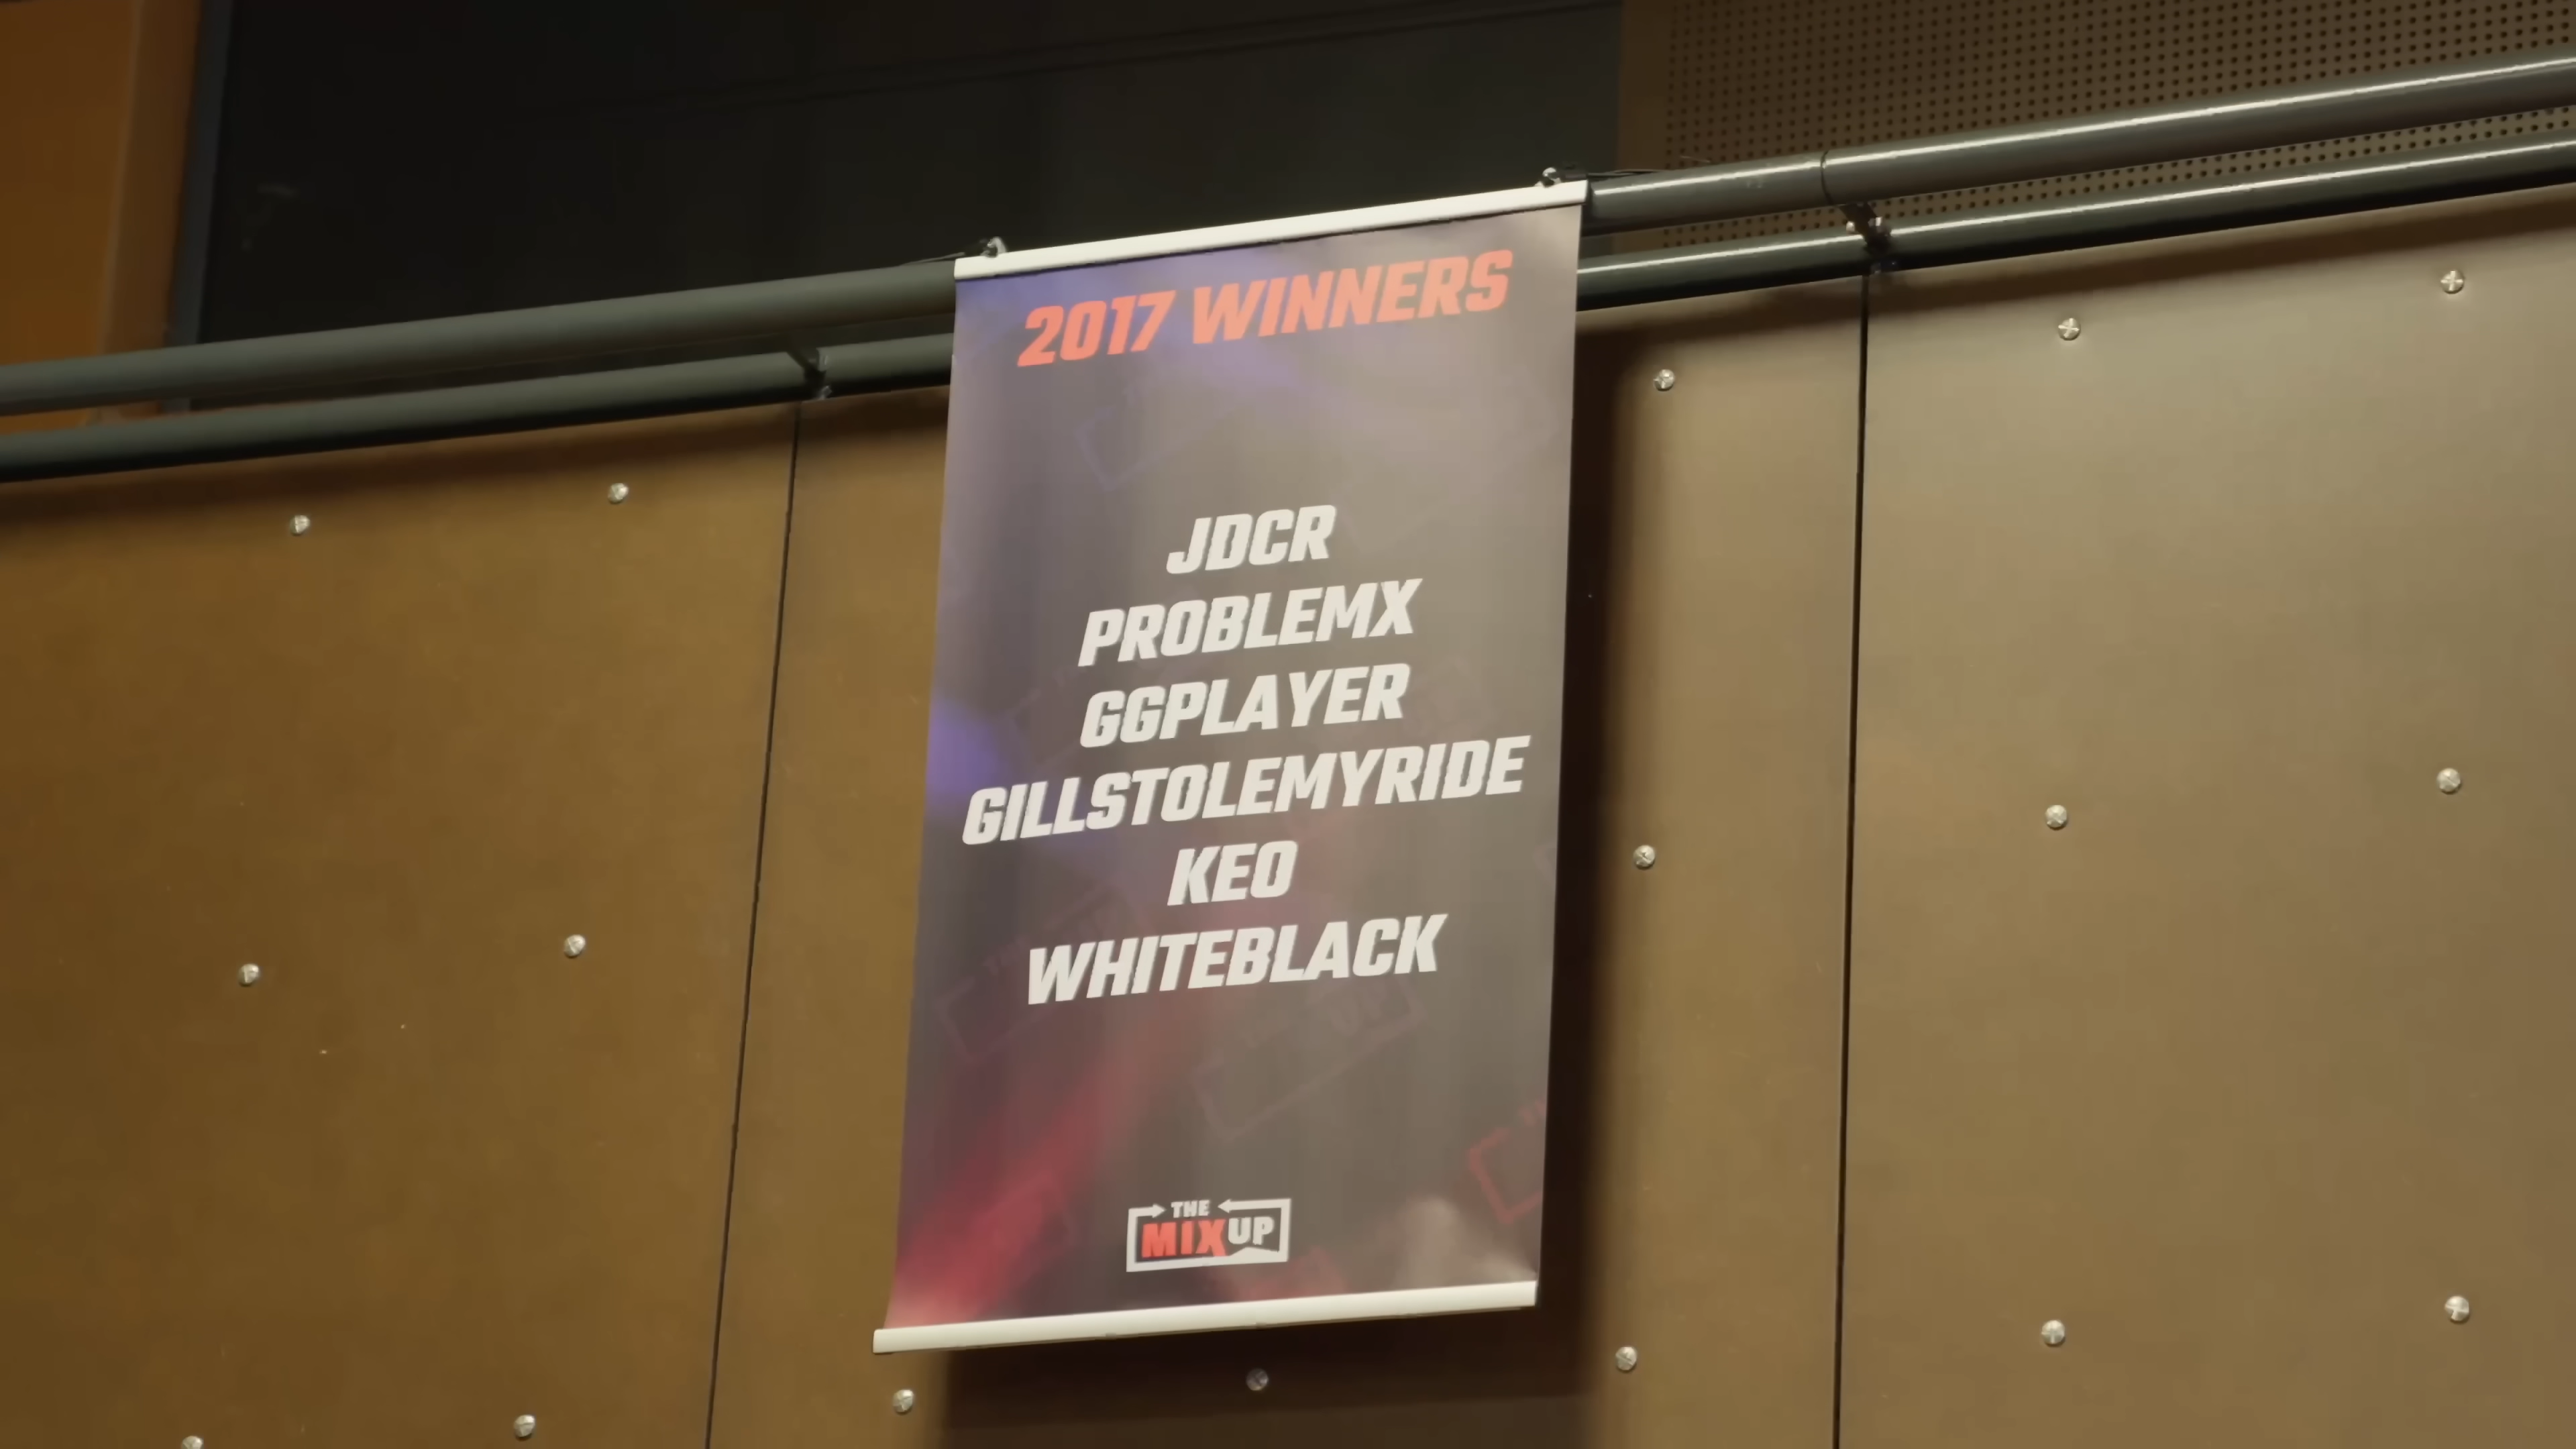 2017 WINNERS
JDCR
PROBLEMX
GGPLAYER
GILLSTOLEMYRIDE
KEO
WHITEBLACK
THE
MIXUP